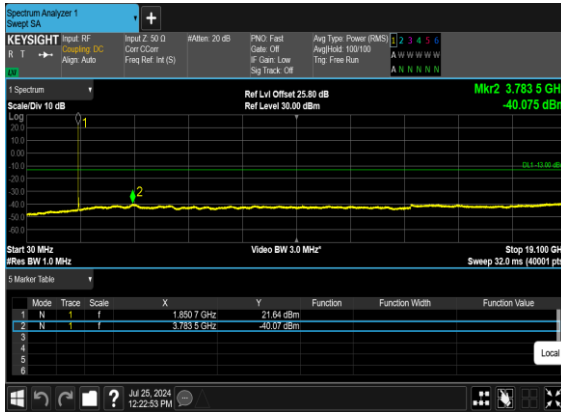 Spectrum Analyzer 1
Swept SA
+
KEYSIGHT Input: RF Input Z: 50 Ω #Atten: 20 dB PNO: Fast Avg Type: Power (RMS) 1 2 3 4 5 6
R T Coupling: DC Corr CCorr Gate: Off Avg|Hold: 100/100 A W W W W W
Align: Auto Freq Ref: Int (S) IF Gain: Low Trig: Free Run
LXI Sig Track: Off A N N N N N
1 Spectrum
Ref Lvl Offset 25.80 dB Mkr2 3.783 5 GH
Scale/Div 10 dB Ref Level 30.00 dBm -40.075 dBn
Log
1
20.0
10.0
0.00
-10.0
DL1 -13.00 dB
-20.0
-30.0
2
-40.0
-50.0
-60.0
Start 30 MHz Video BW 3.0 MHz* Stop 19.100 GH
#Res BW 1.0 MHz Sweep 32.0 ms (40001 pts
5 Marker Table
Mode Trace Scale X Y Function Function Width Function Value
1 N 1 f 1.850 7 GHz 21.64 dBm
2 N 1 f 3.783 5 GHz -40.07 dBm
3
4
5
6
Local
? Jul 25, 2024
12:22:53 PM